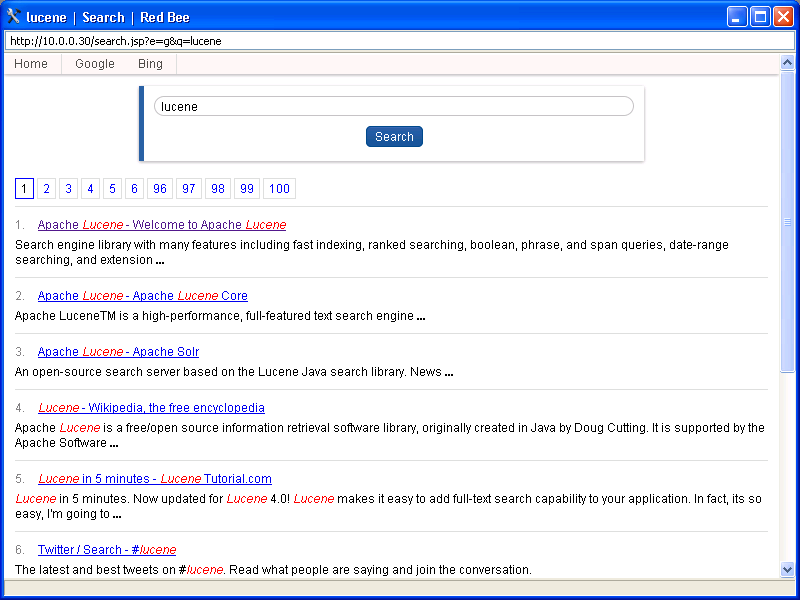 lucene | Search | Red Bee
http://10.0.0.30/search.jsp?e=g&q=lucene
Home Google Bing
lucene
Search
1 2 3 4 5 6 96 97 98 99 100
1. Apache Lucene - Welcome to Apache Lucene
Search engine library with many features including fast indexing, ranked searching, boolean, phrase, and span queries, date-range
searching, and extension ...
2. Apache Lucene - Apache Lucene Core
Apache LuceneTM is a high-performance, full-featured text search engine ...
3. Apache Lucene - Apache Solr
An open-source search server based on the Lucene Java search library. News ...
4. Lucene - Wikipedia, the free encyclopedia
Apache Lucene is a free/open source information retrieval software library, originally created in Java by Doug Cutting. It is supported by the
Apache Software ...
5. Lucene in 5 minutes - Lucene Tutorial.com
Lucene in 5 minutes. Now updated for Lucene 4.0! Lucene makes it easy to add full-text search capability to your application. In fact, its so
easy, I'm going to ...
6. Twitter / Search - #lucene
The latest and best tweets on #lucene. Read what people are saying and join the conversation.